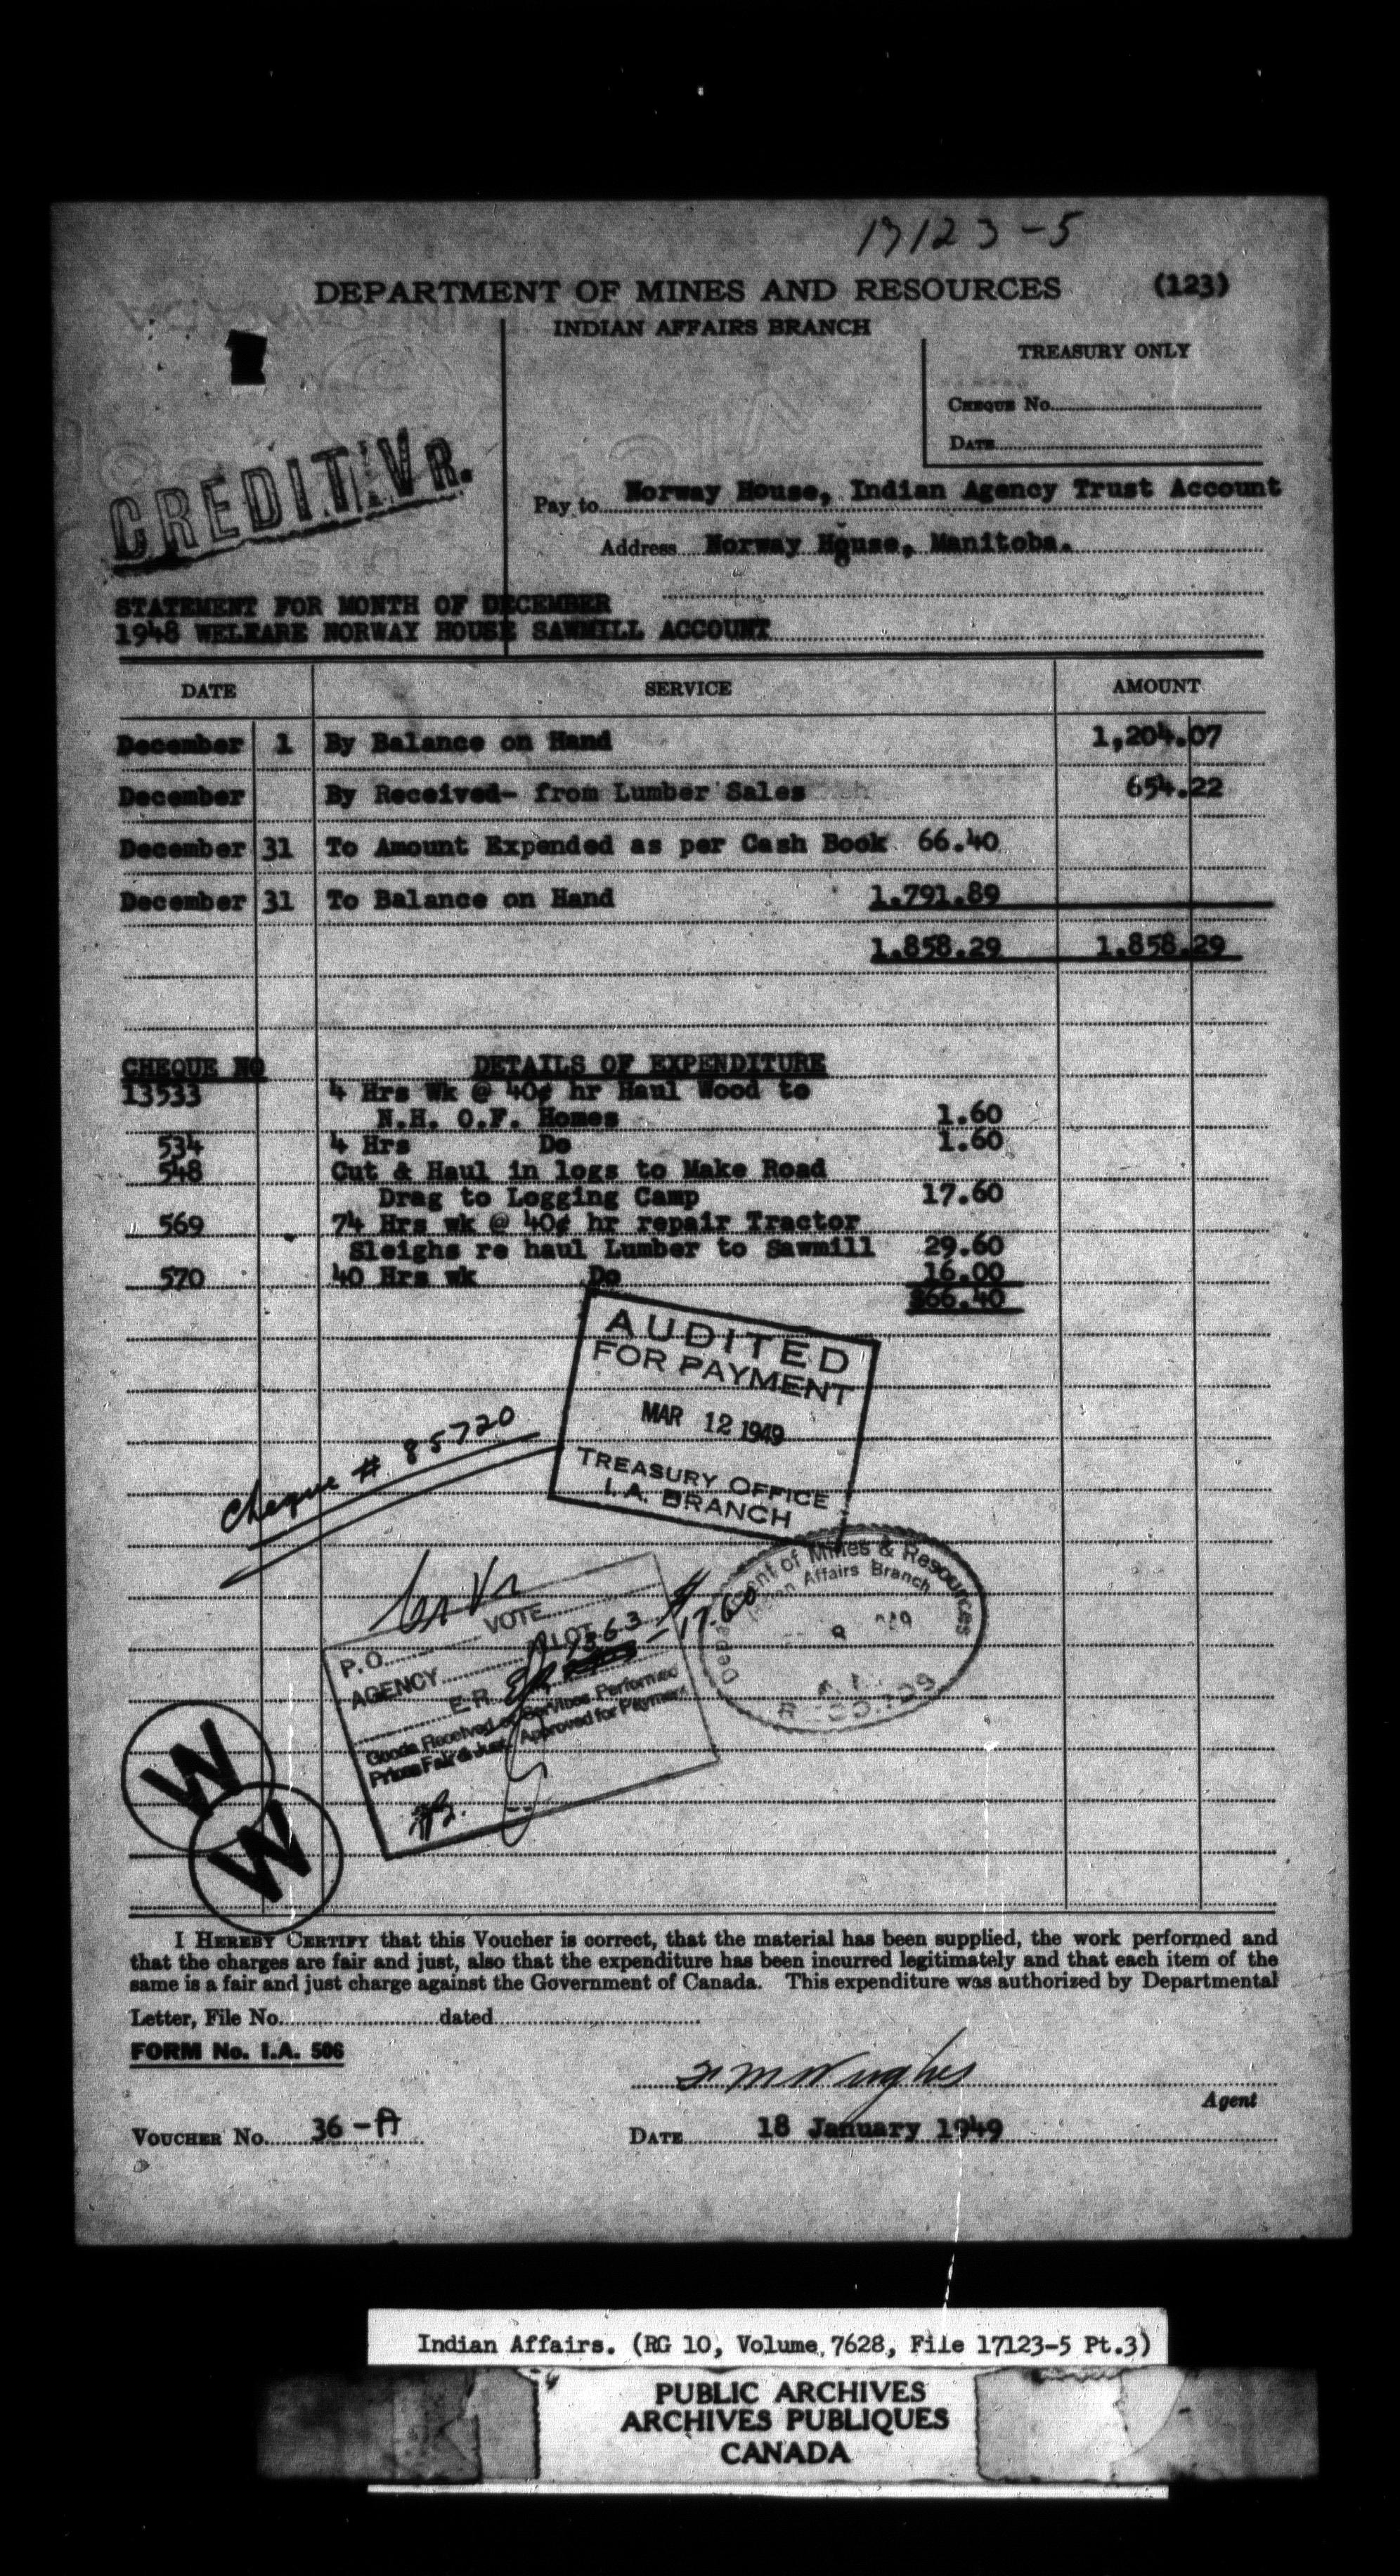 17123-5
DEPARTMENT OF MINES AND RESOURCES (123)
INDIAN AFFAIRS BRANCH
TREASURY ONLY
CHEQUE No.
DATE
CREDIT VR.
Pay to Norway House, Indian Agency Trust Account
Address Norway House, Manitoba.
STATEMENT FOR MONTH OF DECEMBER
1948 WELFARE NORWAY HOUSE SAWMILL ACCOUNT
DATE SERVICE AMOUNT
December 1 By Balance on Hand 1,204.07
December By Received- from Lumber Sales 654.22
December 31 To Amount Expended as per Cash Book 66.40
December 31 To Balance on Hand 1.791.89
1.858.29 1.858.29
CHEQUE NO DETAILS OF EXPENDITURE
13533 4 Hrs Wk @ 40¢ hr Haul Wood to
N.H. O.F. Homes 1.60
534 4 Hrs Do 1.60
548 Cut & Haul in logs to Make Road
Drag to Logging Camp 17.60
569 74 Hrs wk @ 40¢ hr repair Tractor
Sleighs re haul Lumber to Sawmill 29.60
570 40 Hrs wk Do 16.00
$66.40
AUDITED
FOR PAYMENT
MAR 12 1949
TREASURY OFFICE
I. A. BRANCH
Cheque # 85720
Department of Mines & Resources
Indian Affairs Branch
P.O. VOTE
AGENCY LOT
E.R.
7363 - 17.60
Goods Received or Services Performed
Prices Fair & Just. Approved for Payment
W
W
I HEREBY CERTIFY that this Voucher is correct, that the material has been supplied, the work performed and
that the charges are fair and just, also that the expenditure has been incurred legitimately and that each item of the
same is a fair and just charge against the Government of Canada. This expenditure was authorized by Departmental
Letter, File No. dated
FORM No. I.A. 506
Agent
VOUCHER No. 36-A DATE 18 January 1949
Indian Affairs. (RG 10, Volume 7628, File 17123-5 Pt.3)
PUBLIC ARCHIVES
ARCHIVES PUBLIQUES
CANADA